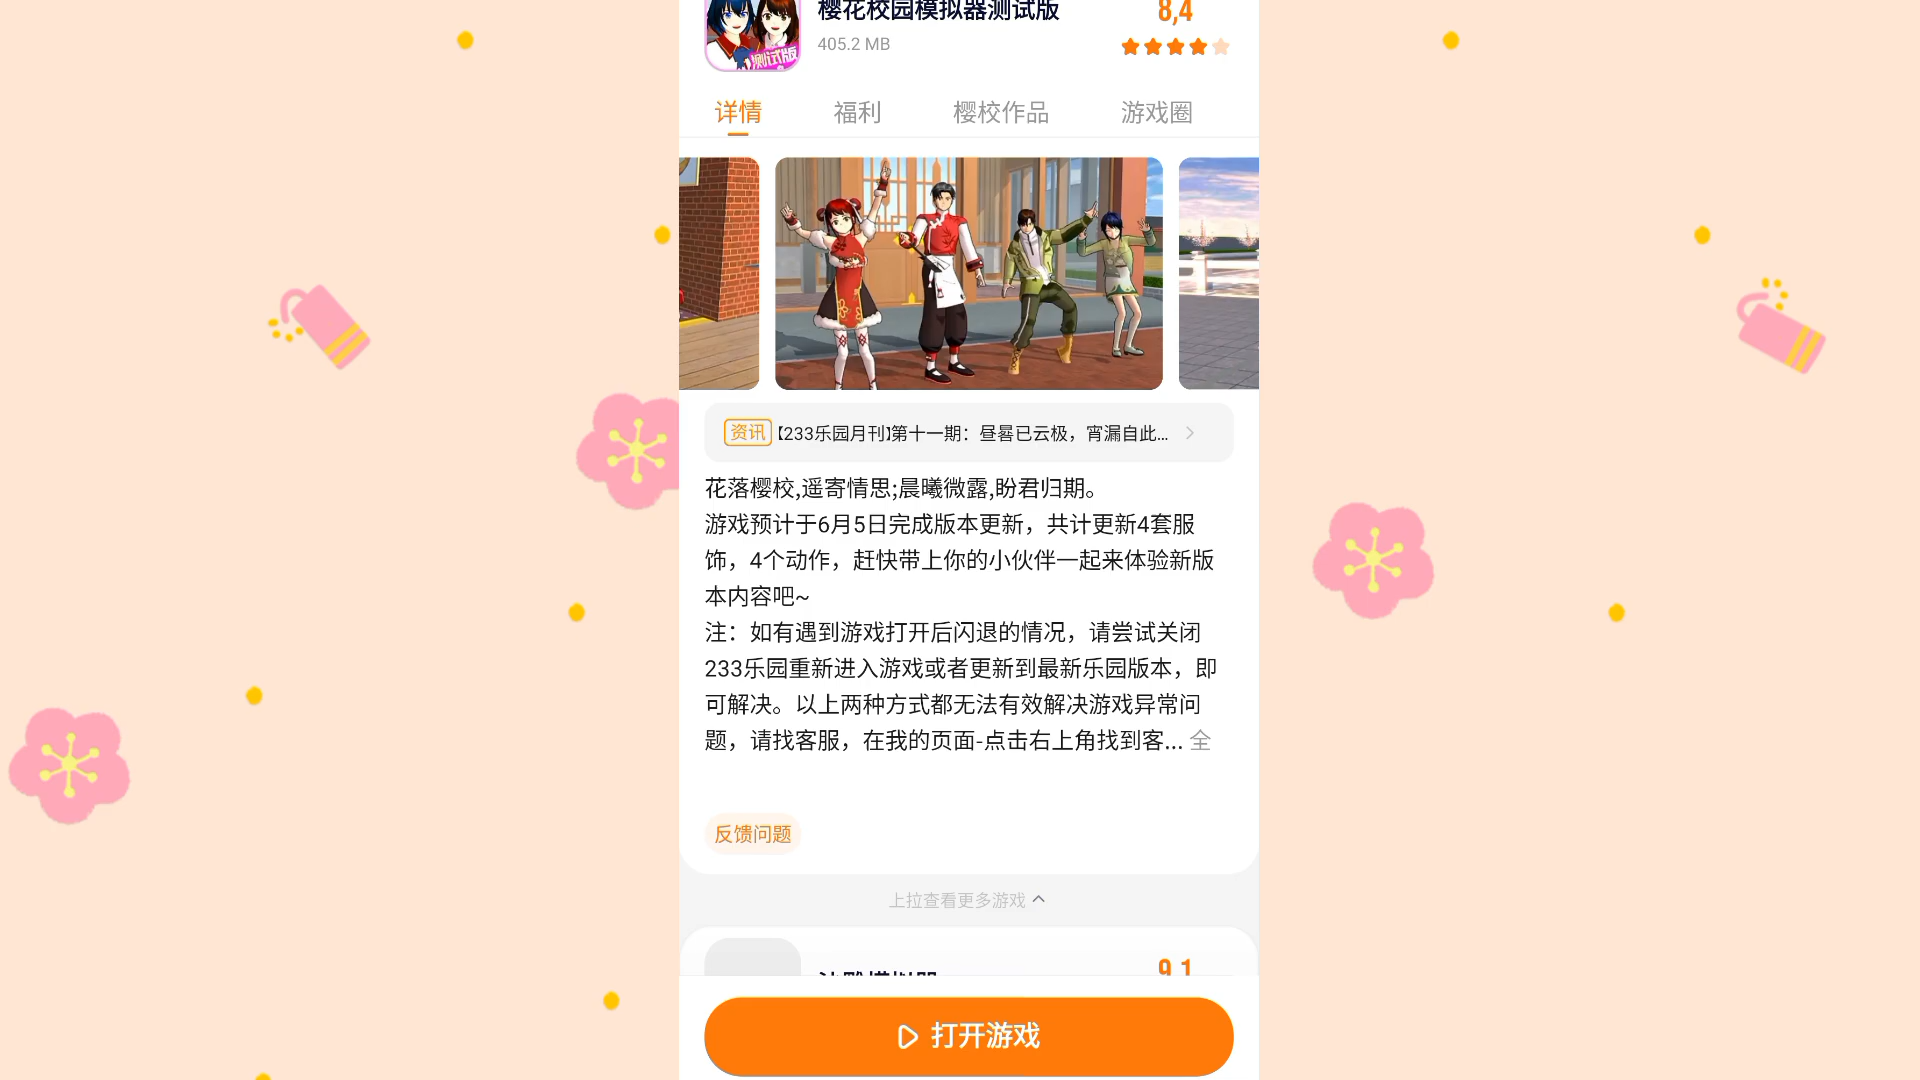 樱花校园模拟器测试版
8,4
405.2 MB
测试版
详情
福利
樱校作品
游戏圈
资讯
【233乐园月刊】第十一期：昼晷已云极，宵漏自此...
花落樱校,遥寄情思;晨曦微露,盼君归期。
游戏预计于6月5日完成版本更新，共计更新4套服
饰，4个动作，赶快带上你的小伙伴一起来体验新版
本内容吧~
注：如有遇到游戏打开后闪退的情况，请尝试关闭
233乐园重新进入游戏或者更新到最新乐园版本，即
可解决。以上两种方式都无法有效解决游戏异常问
题，请找客服，在我的页面-点击右上角找到客... 全
反馈问题
上拉查看更多游戏
9,1
打开游戏